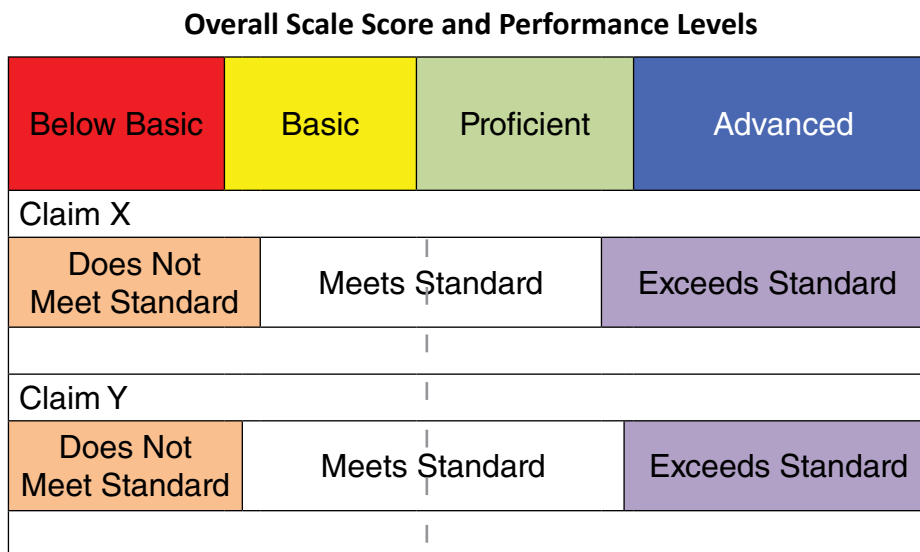 Overall Scale Score and Performance Levels
Below Basic
Basic
Proficient
Advanced
Claim X
Does Not
Meet Standard
Meets Standard
Exceeds Standard
Claim Y
Does Not
Meet Standard
Meets Standard
Exceeds Standard